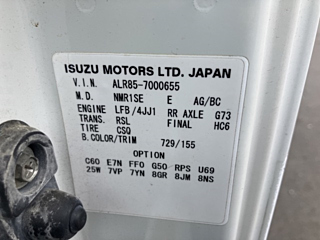 ISUZU MOTORS LTD. JAPAN
V.I.N. ALR85-7000655
M.D. NMR1SE E AG/BC
ENGINE LFB/4JJ1 RR AXLE G73
TRANS. RSL FINAL HC6
TIRE CSQ
B.COLOR/TRIM 729/155
OPTION
C60 E7N FF0 G50 RPS U69
25W 7VP 7YN 8GR 8JM 8NS